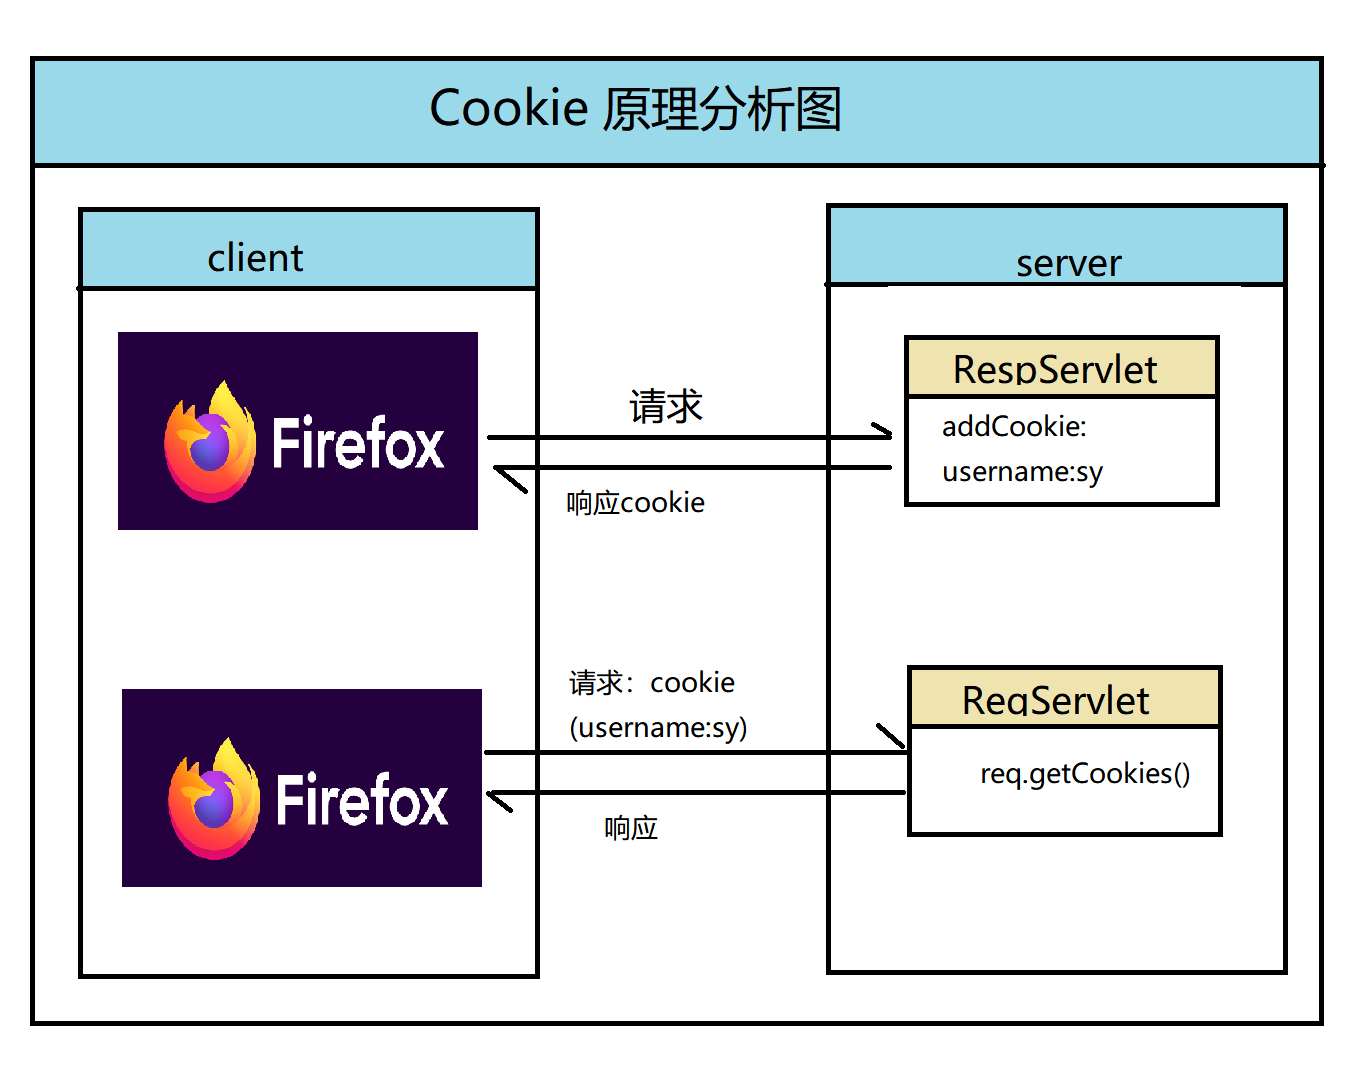 Cookie 原理分析图
client
server
Firefox
请求
响应cookie
RespServlet
addCookie:
username:sy
Firefox
请求：cookie
(username:sy)
响应
ReqServlet
req.getCookies()